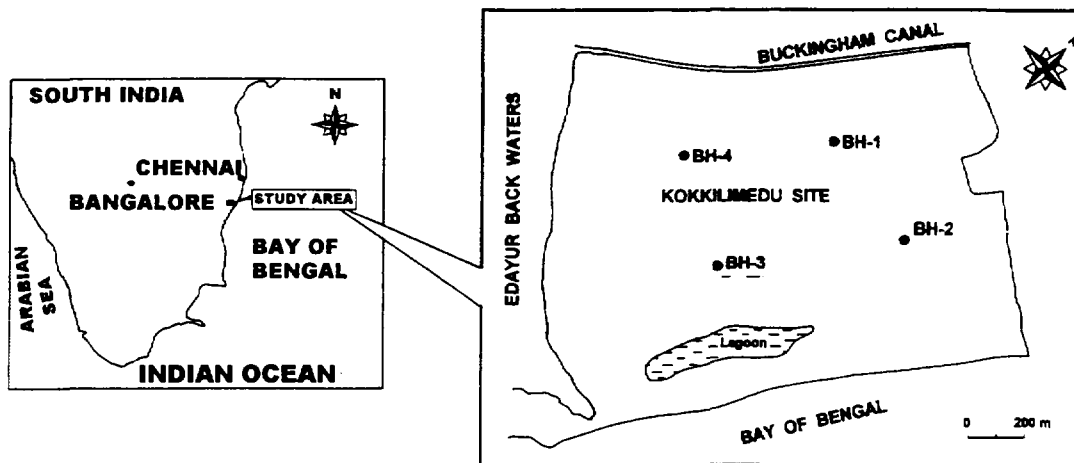 SOUTH INDIA
N
CHENNAI
BANGALORE
STUDY AREA
BAY OF
BENGAL
ARABIAN
SEA
INDIAN OCEAN
BUCKINGHAM CANAL
EDAYUR BACK WATERS
BH-4
BH-1
KOKKILIMEDU SITE
BH-2
BH-3
Lagoon
BAY OF BENGAL
0 200 m